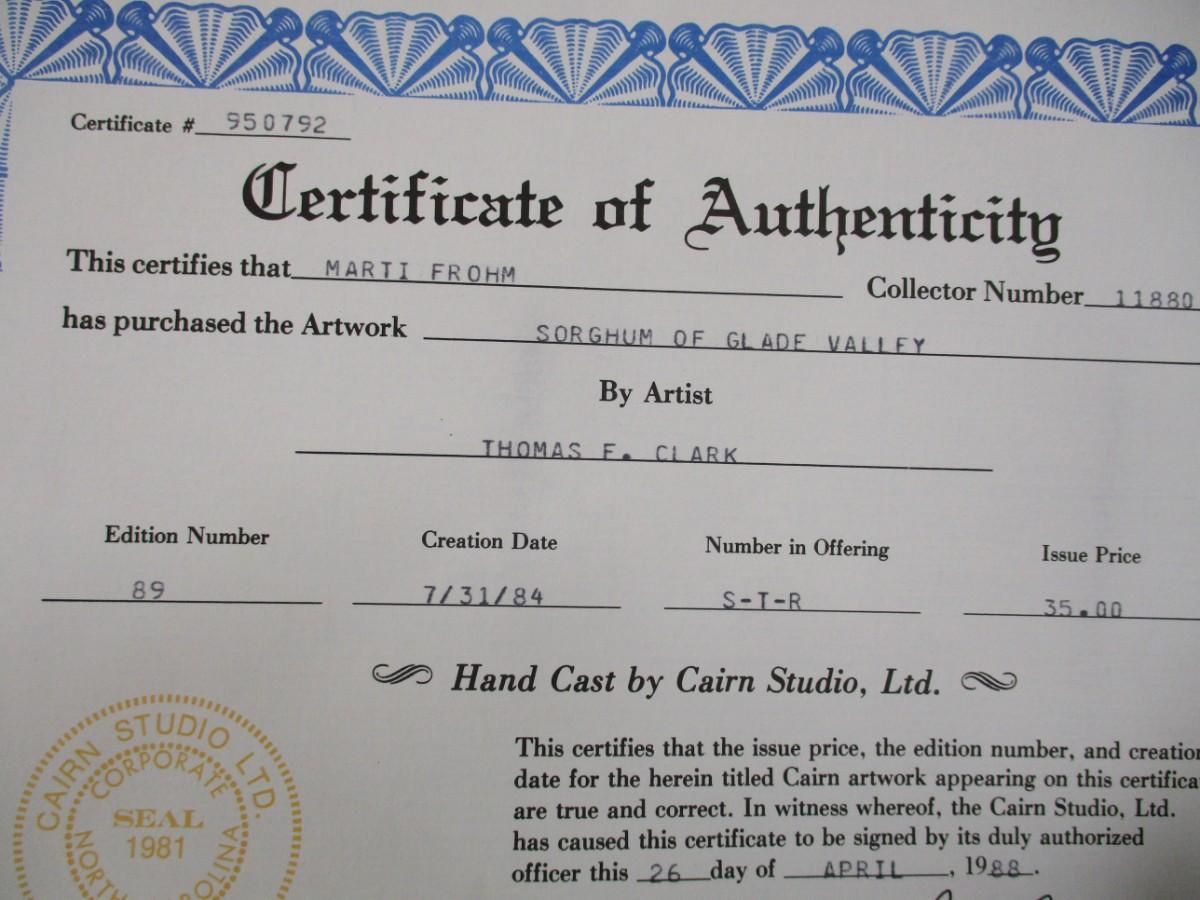 Certificate # 950792
Certificate of Authenticity
This certifies that MARTI FROHM Collector Number 11880
has purchased the Artwork SORGHUM OF GLADE VALLEY
By Artist
THOMAS F. CLARK
Edition Number Creation Date Number in Offering Issue Price
89 7/31/84 S-T-R 35.00
Hand Cast by Cairn Studio, Ltd.
This certifies that the issue price, the edition number, and creation
date for the herein titled Cairn artwork appearing on this certifica
are true and correct. In witness whereof, the Cairn Studio, Ltd.
has caused this certificate to be signed by its duly authorized
officer this 26 day of APRIL, 1988.
CAIRN STUDIO LTD.
CORPORATE
SEAL
1981
NORTH CAROLINA